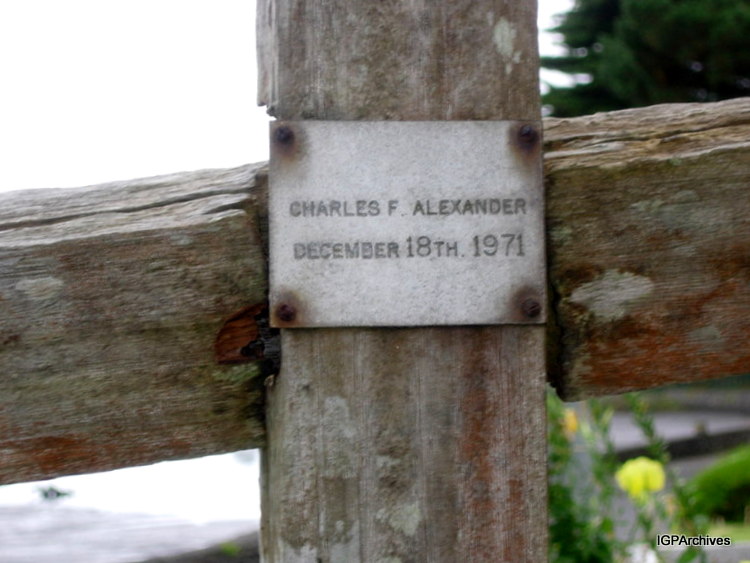 CHARLES F. ALEXANDER
DECEMBER 18TH. 1971
IGPArchives